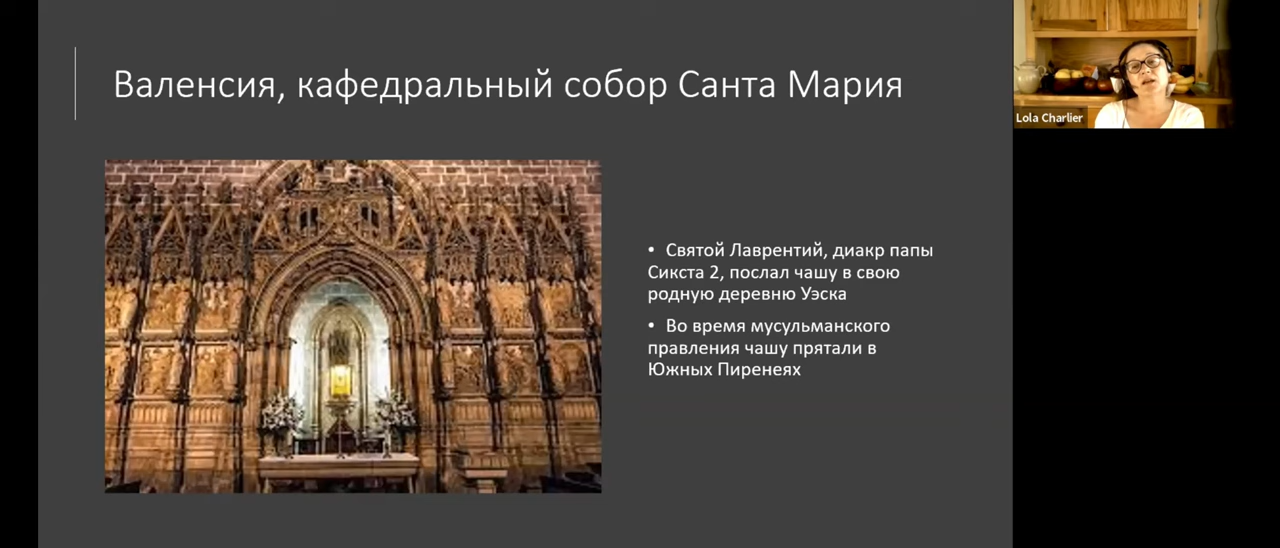 Валенсия, кафедральный собор Санта Мария
Lola Charlier
• Святой Лаврентий, диакр папы
Сикста 2, послал чашу в свою
родную деревню Уэска
• Во время мусульманского
правления чашу прятали в
Южных Пиренеях